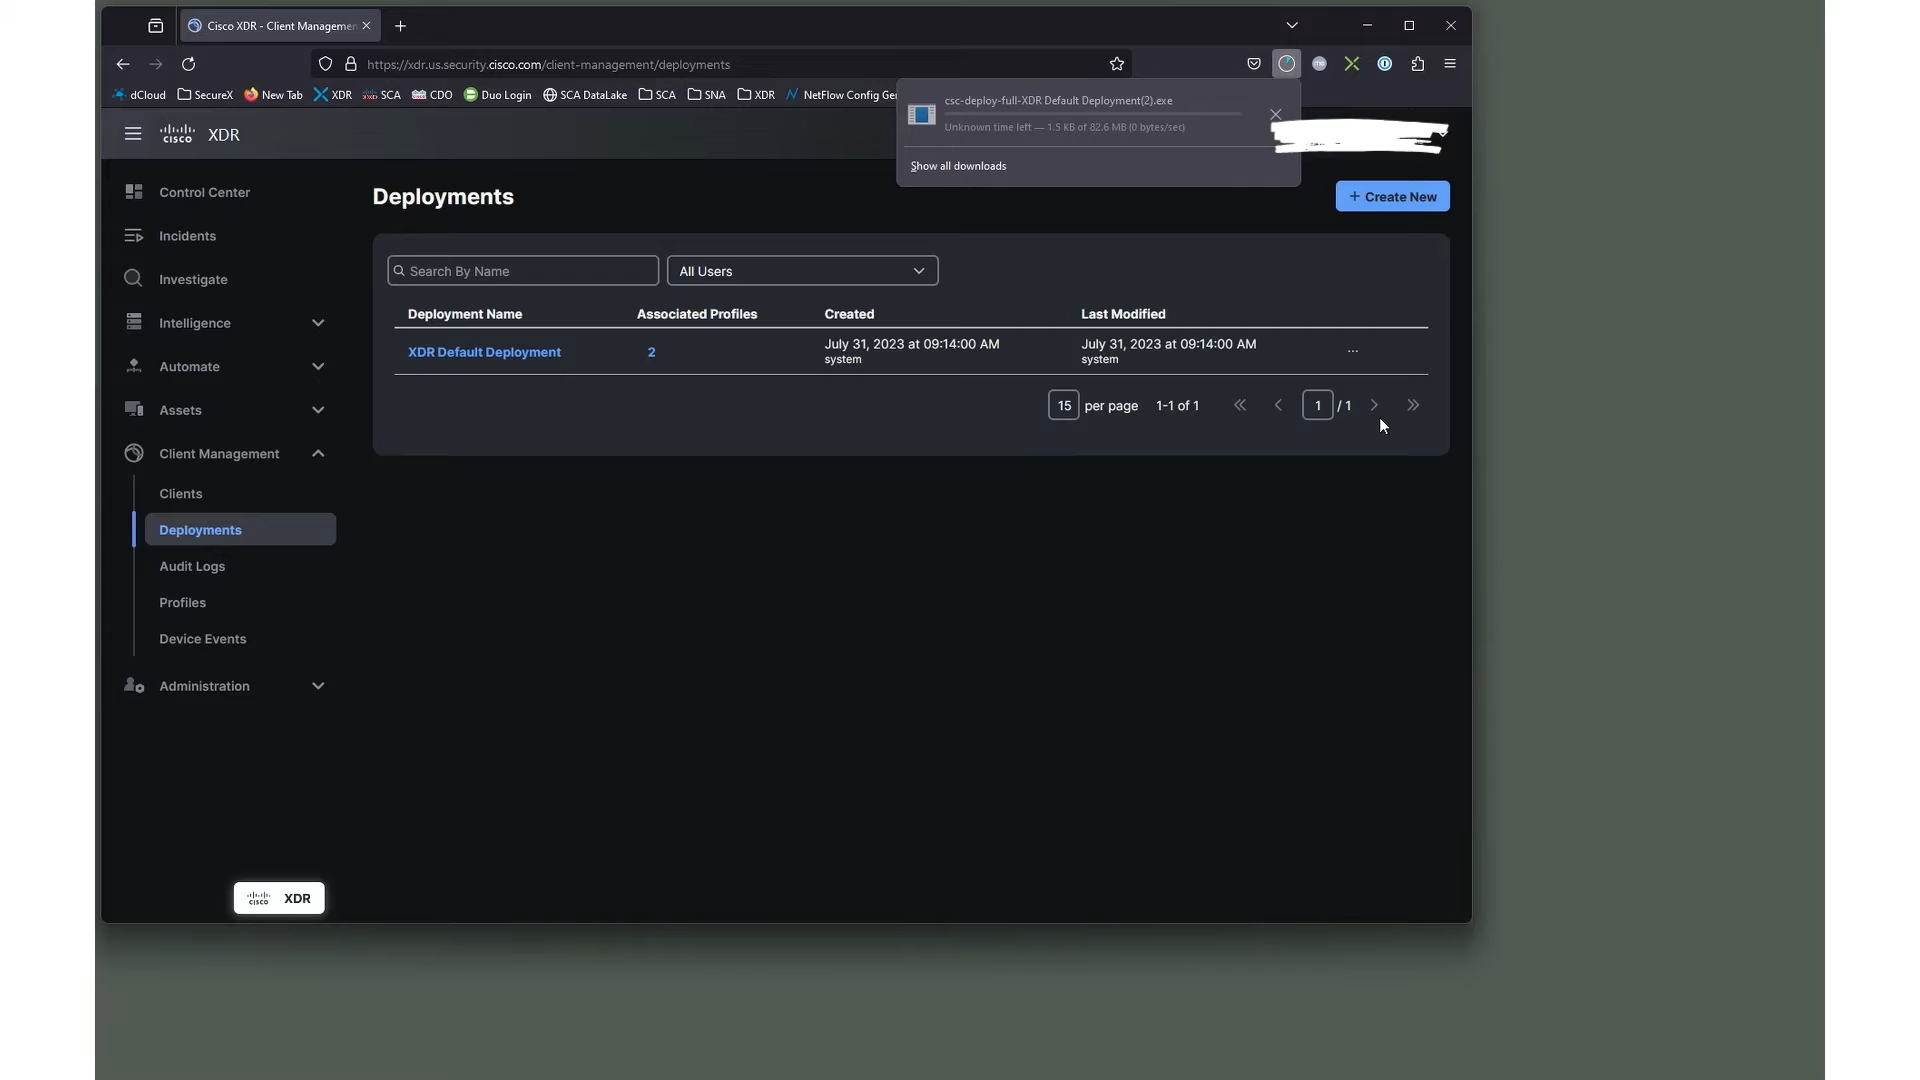 Cisco XDR - Client Managemen
https://xdr.us.security.cisco.com/client-management/deployments
dCloud SecureX New Tab XDR SCA CDO Duo Login SCA DataLake SCA SNA XDR NetFlow Config Ger
csc-deploy-full-XDR Default Deployment(2).exe
Unknown time left — 1.5 KB of 82.6 MB (0 bytes/sec)
Show all downloads
cisco XDR
Control Center
Incidents
Investigate
Intelligence
Automate
Assets
Client Management
Clients
Deployments
Audit Logs
Profiles
Device Events
Administration
Deployments
+ Create New
Search By Name All Users
Deployment Name Associated Profiles Created Last Modified
XDR Default Deployment 2 July 31, 2023 at 09:14:00 AM July 31, 2023 at 09:14:00 AM ...
system system
15 per page 1-1 of 1 1 / 1
cisco XDR